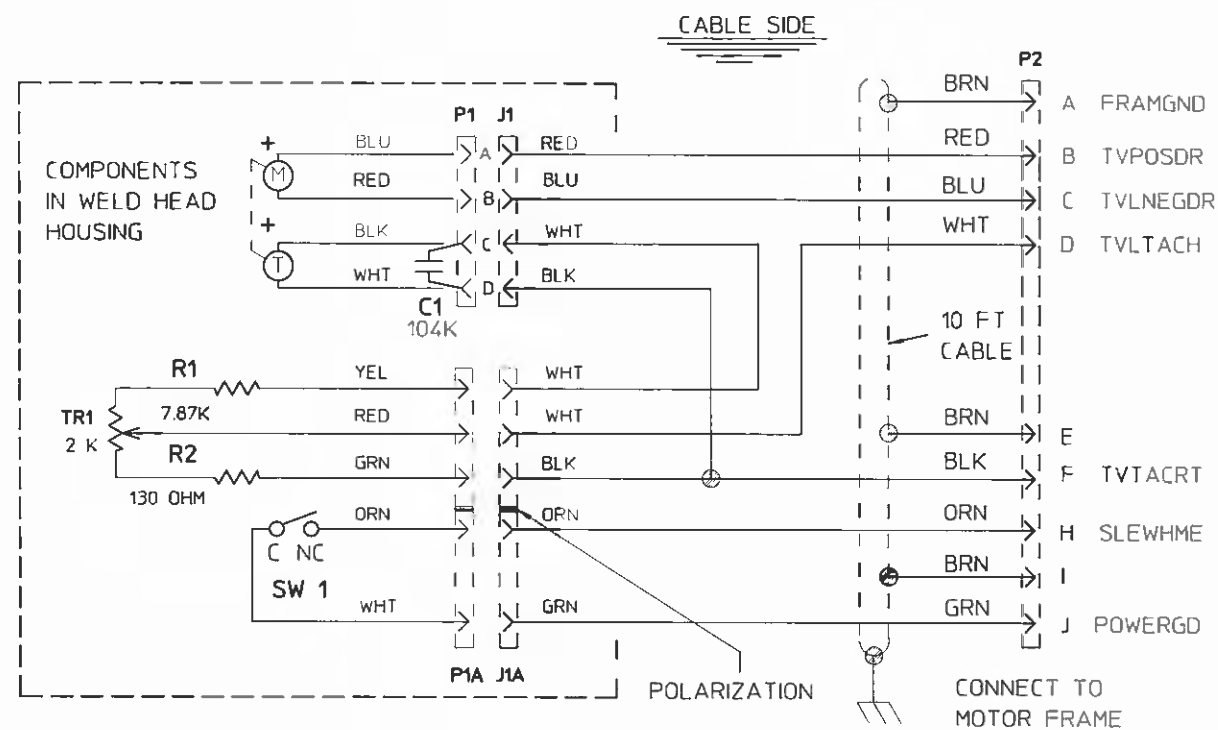 CABLE SIDE
P2
BRN A FRAMGND
P1 J1
+ BLU A RED RED B TVPOSDR
M
COMPONENTS
IN WELD HEAD
HOUSING
RED B BLU BLU C TVLNEGDR
+ BLK C WHT WHT D TVLTACH
T
WHT D BLK
C1
104K
10 FT
CABLE
R1 YEL WHT
7.87K
TR1
2 K
RED WHT BRN E
R2 GRN BLK BLK F TVTACRT
130 OHM
ORN ORN ORN H SLEWHME
C NC
SW 1
BRN I
WHT GRN GRN J POWERGD
P1A J1A
POLARIZATION
CONNECT TO
MOTOR FRAME